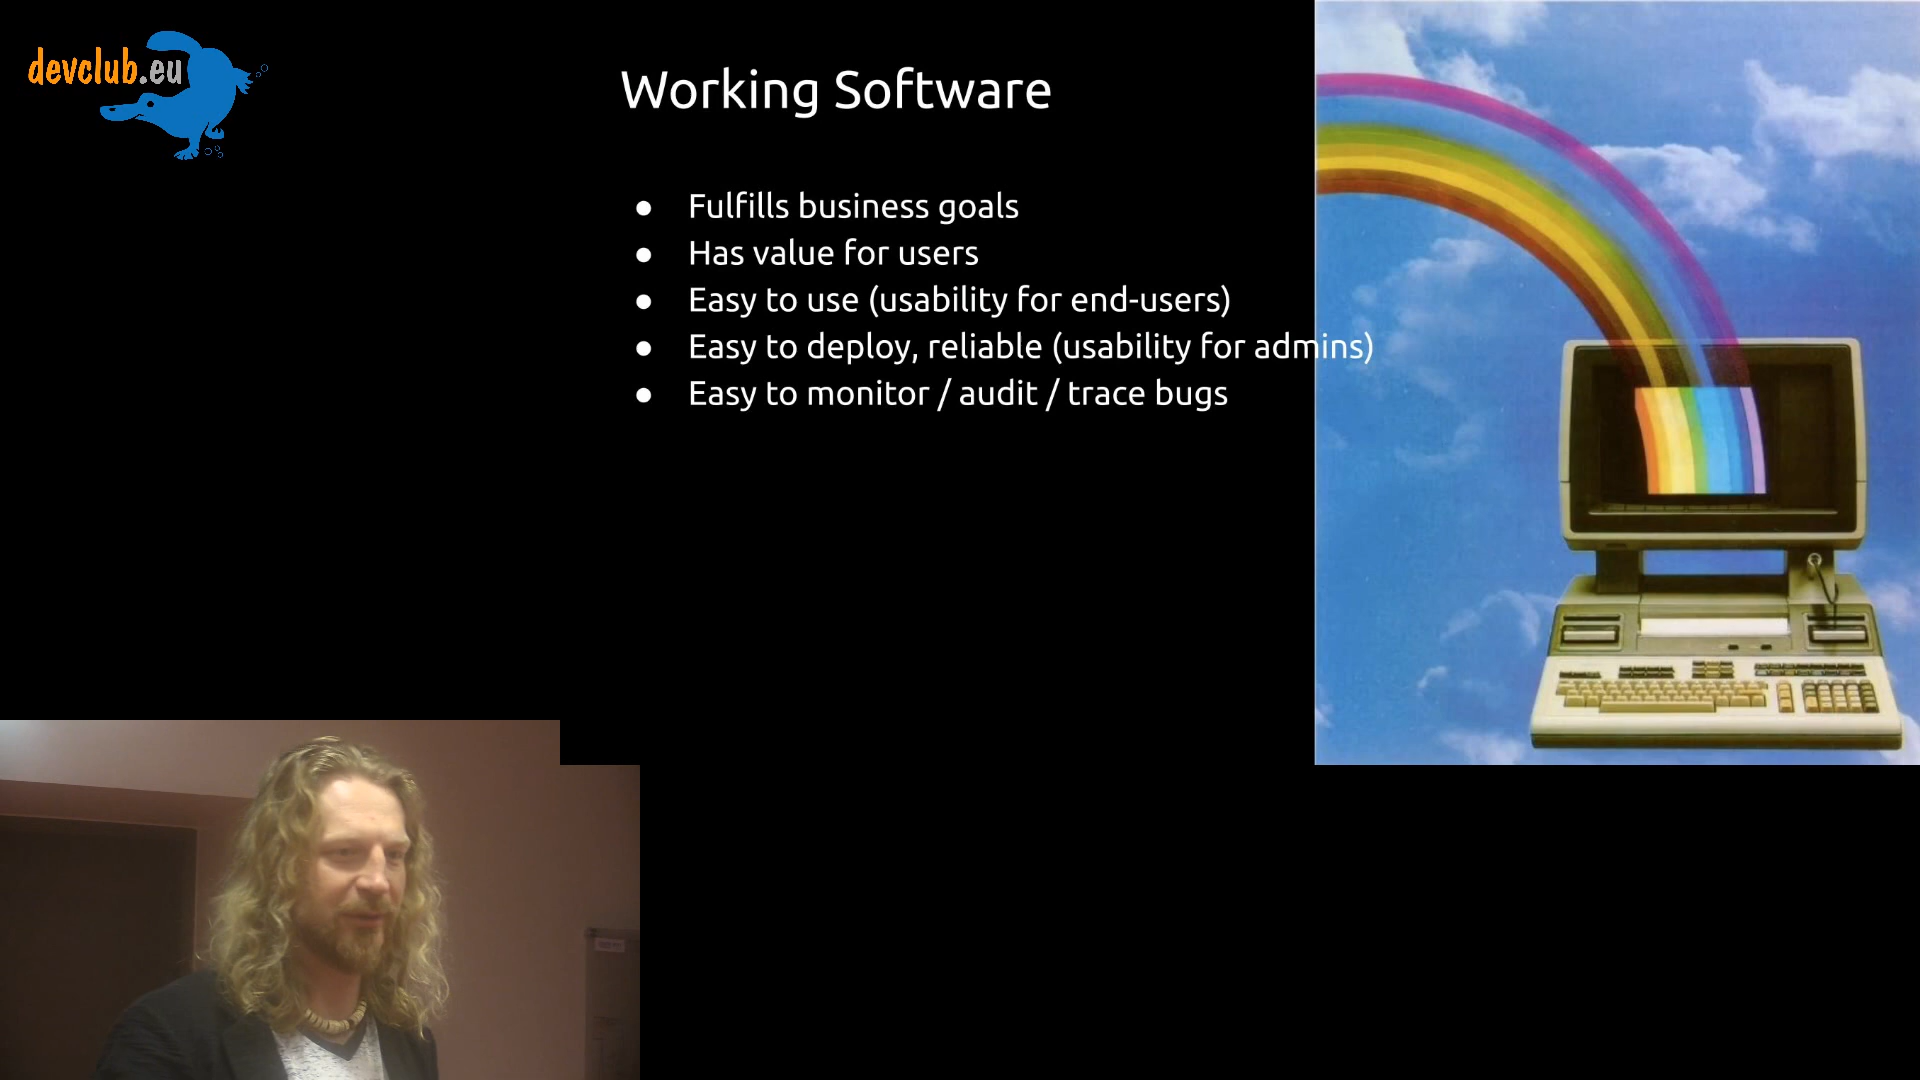 devclub.eu
Working Software
● Fulfills business goals
● Has value for users
● Easy to use (usability for end-users)
● Easy to deploy, reliable (usability for admins)
● Easy to monitor / audit / trace bugs